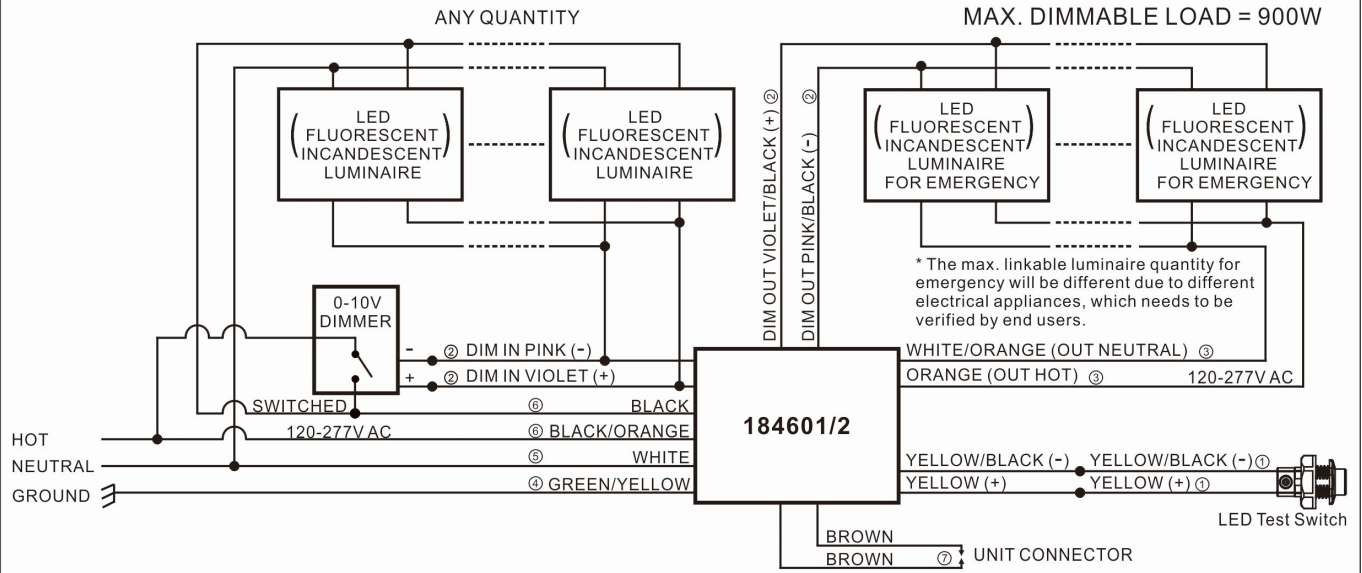 ANY QUANTITY
MAX. DIMMABLE LOAD = 900W
LED
FLUORESCENT
INCANDESCENT
LUMINAIRE
LED
FLUORESCENT
INCANDESCENT
LUMINAIRE
DIM OUT VIOLET/BLACK (+) ②
DIM OUT PINK/BLACK (-) ②
LED
FLUORESCENT
INCANDESCENT
LUMINAIRE
FOR EMERGENCY
LED
FLUORESCENT
INCANDESCENT
LUMINAIRE
FOR EMERGENCY
* The max. linkable luminaire quantity for
emergency will be different due to different
electrical appliances, which needs to be
verified by end users.
0-10V
DIMMER
- ② DIM IN PINK (-)
+ ② DIM IN VIOLET (+)
SWITCHED ⑥ BLACK
120-277V AC ⑥ BLACK/ORANGE
HOT
NEUTRAL ⑤ WHITE
GROUND ④ GREEN/YELLOW
184601/2
WHITE/ORANGE (OUT NEUTRAL) ③
ORANGE (OUT HOT) ③ 120-277V AC
YELLOW/BLACK (-) YELLOW/BLACK (-) ①
YELLOW (+) YELLOW (+) ①
LED Test Switch
BROWN
BROWN ⑦ UNIT CONNECTOR